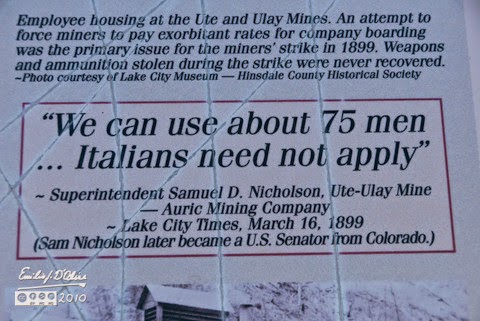 Employee housing at the Ute and Ulay Mines. An attempt to
force miners to pay exorbitant rates for company boarding
was the primary issue for the miners' strike in 1899. Weapons
and ammunition stolen during the strike were never recovered.
~Photo courtesy of Lake City Museum — Hinsdale County Historical Society
"We can use about 75 men
... Italians need not apply"
~ Superintendent Samuel D. Nicholson, Ute-Ulay Mine
— Auric Mining Company
~ Lake City Times, March 16, 1899
(Sam Nicholson later became a U.S. Senator from Colorado.)
2010